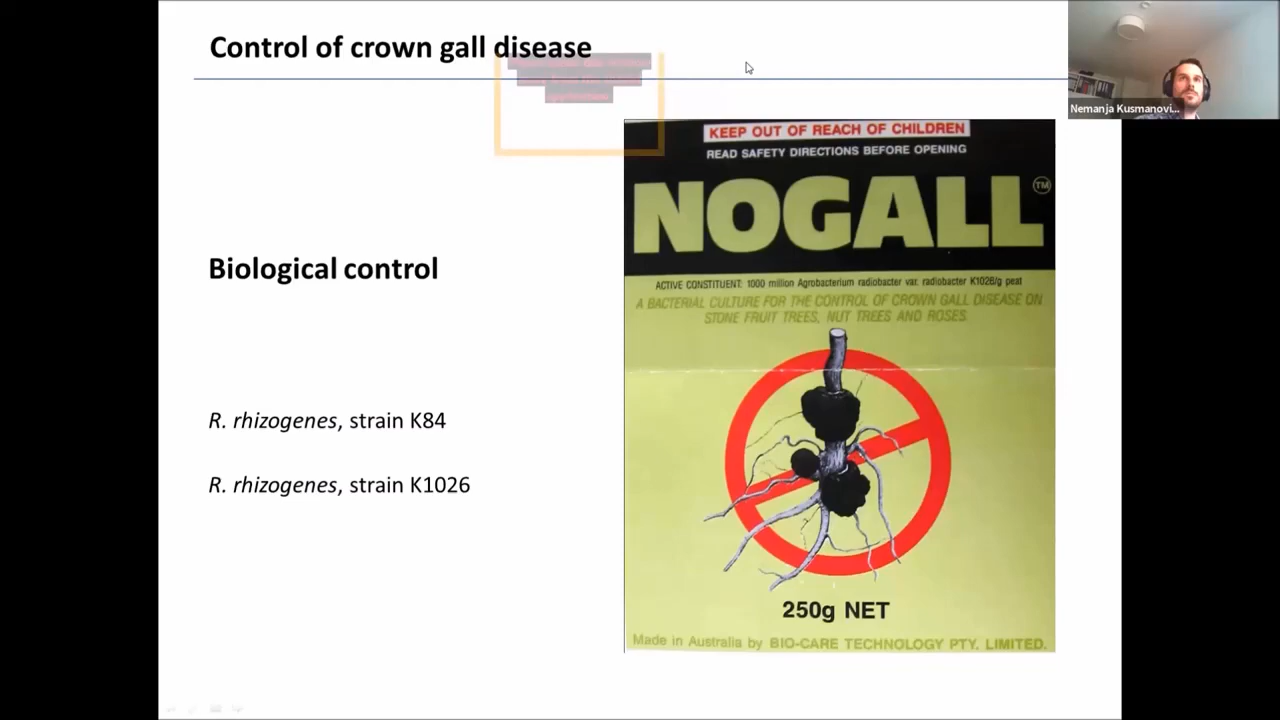 Control of crown gall disease
Nemanja Kusmanovi...
KEEP OUT OF REACH OF CHILDREN
READ SAFETY DIRECTIONS BEFORE OPENING
NOGALL TM
ACTIVE CONSTITUENT: 1000 million Agrobacterium radiobacter var. radiobacter K1026/g peat
A BACTERIAL CULTURE FOR THE CONTROL OF CROWN GALL DISEASE ON
STONE FRUIT TREES, NUT TREES AND ROSES.
Biological control
R. rhizogenes, strain K84
R. rhizogenes, strain K1026
250g NET
Made in Australia by BIO-CARE TECHNOLOGY PTY. LIMITED.